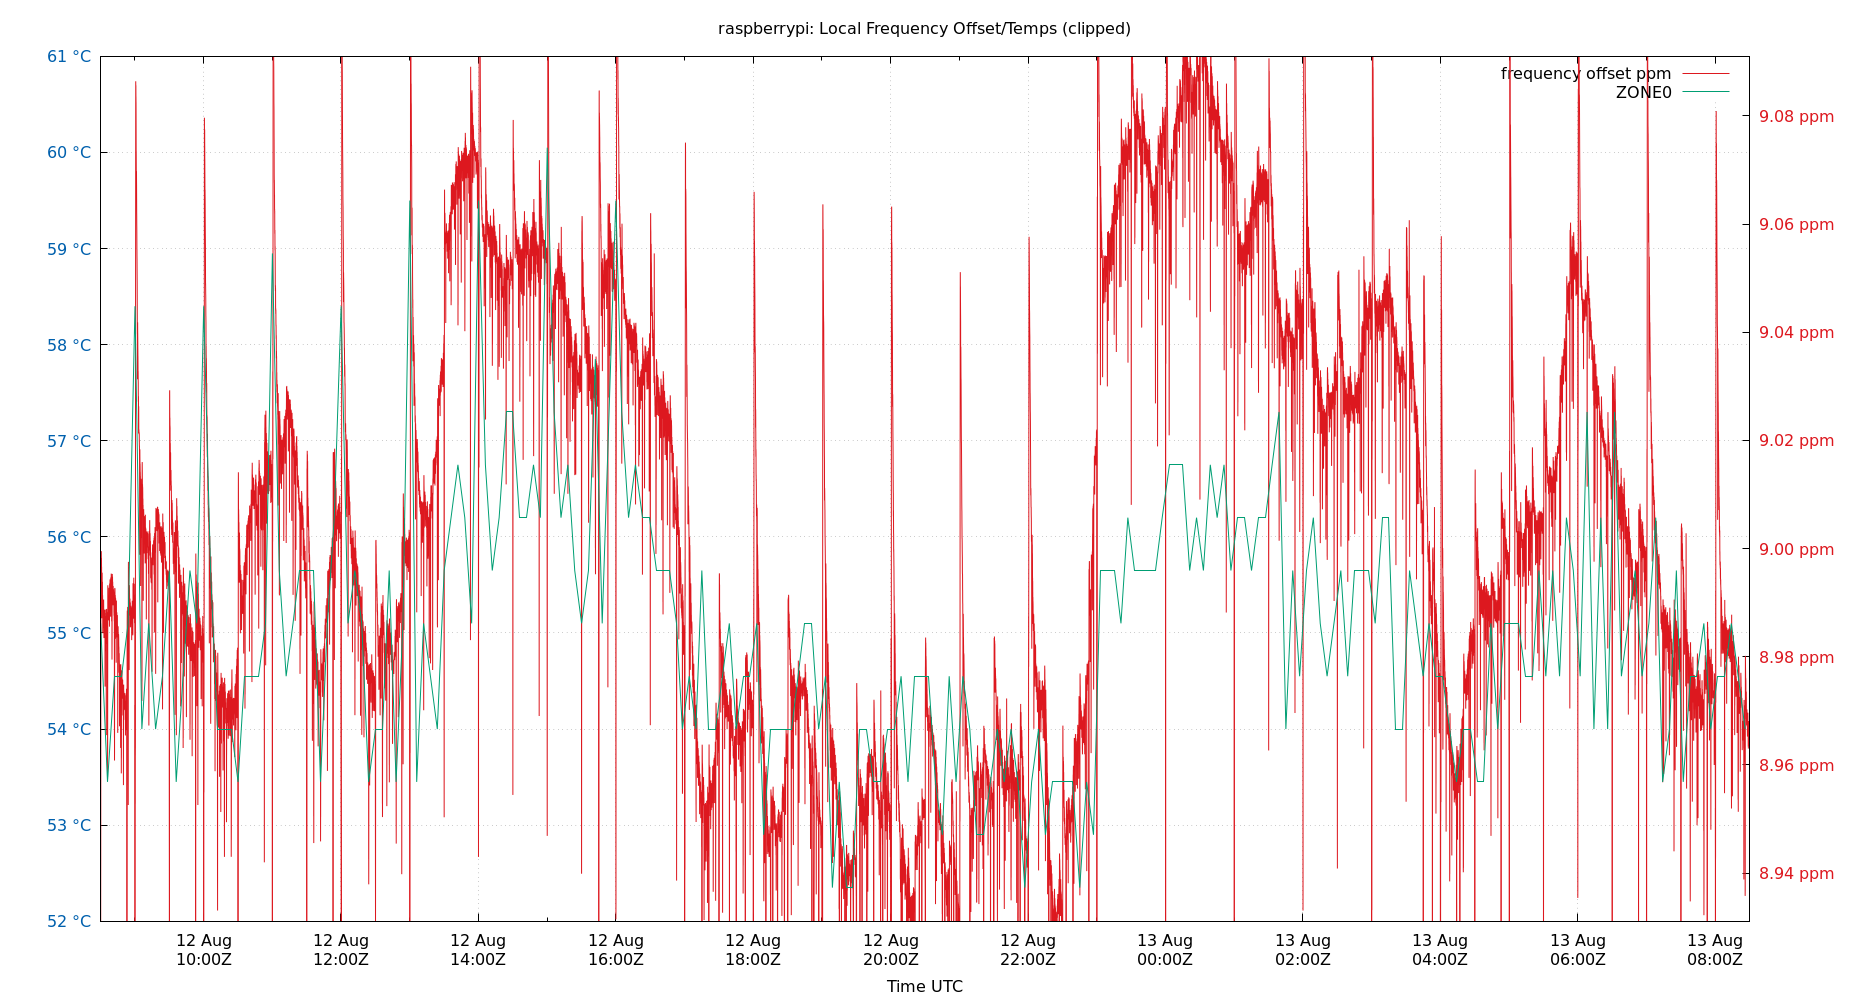 raspberrypi: Local Frequency Offset/Temps (clipped)
frequency offset ppm
ZONE0
61 °C
60 °C
59 °C
58 °C
57 °C
56 °C
55 °C
54 °C
53 °C
52 °C
9.08 ppm
9.06 ppm
9.04 ppm
9.02 ppm
9.00 ppm
8.98 ppm
8.96 ppm
8.94 ppm
12 Aug
10:00Z
12 Aug
12:00Z
12 Aug
14:00Z
12 Aug
16:00Z
12 Aug
18:00Z
12 Aug
20:00Z
12 Aug
22:00Z
13 Aug
00:00Z
13 Aug
02:00Z
13 Aug
04:00Z
13 Aug
06:00Z
13 Aug
08:00Z
Time UTC